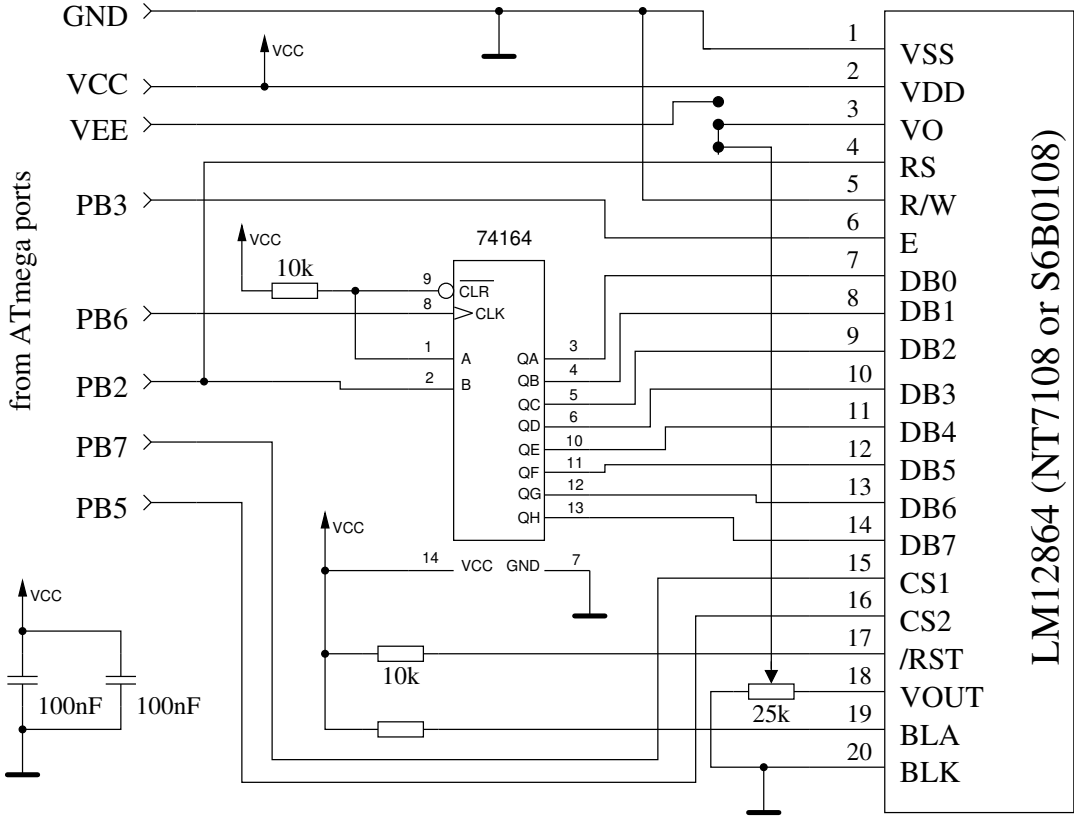 GND
VCC
VCC
VEE
from ATmega ports
PB3
PB6
PB2
PB7
PB5
VCC
10k
74164
9 CLR
8 CLK
1 A
2 B
QA 3
QB 4
QC 5
QD 6
QE 10
QF 11
QG 12
QH 13
14 VCC GND 7
VCC
10k
VCC
100nF 100nF
25k
1 VSS
2 VDD
3 VO
4 RS
5 R/W
6 E
7 DB0
8 DB1
9 DB2
10 DB3
11 DB4
12 DB5
13 DB6
14 DB7
15 CS1
16 CS2
17 /RST
18 VOUT
19 BLA
20 BLK
LM12864 (NT7108 or S6B0108)